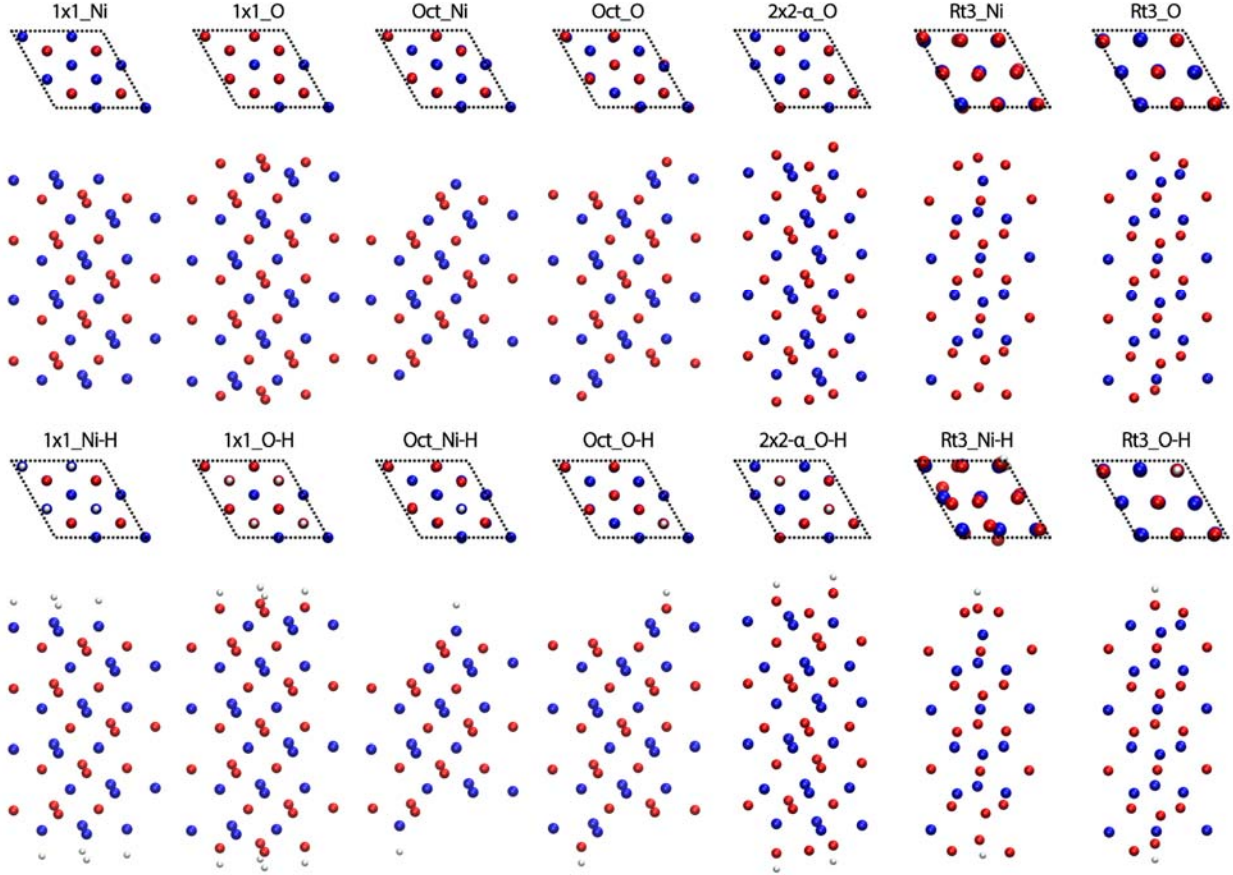 1x1_Ni
1x1_O
Oct_Ni
Oct_O
2x2-α_O
Rt3_Ni
Rt3_O
1x1_Ni-H
1x1_O-H
Oct_Ni-H
Oct_O-H
2x2-α_O-H
Rt3_Ni-H
Rt3_O-H